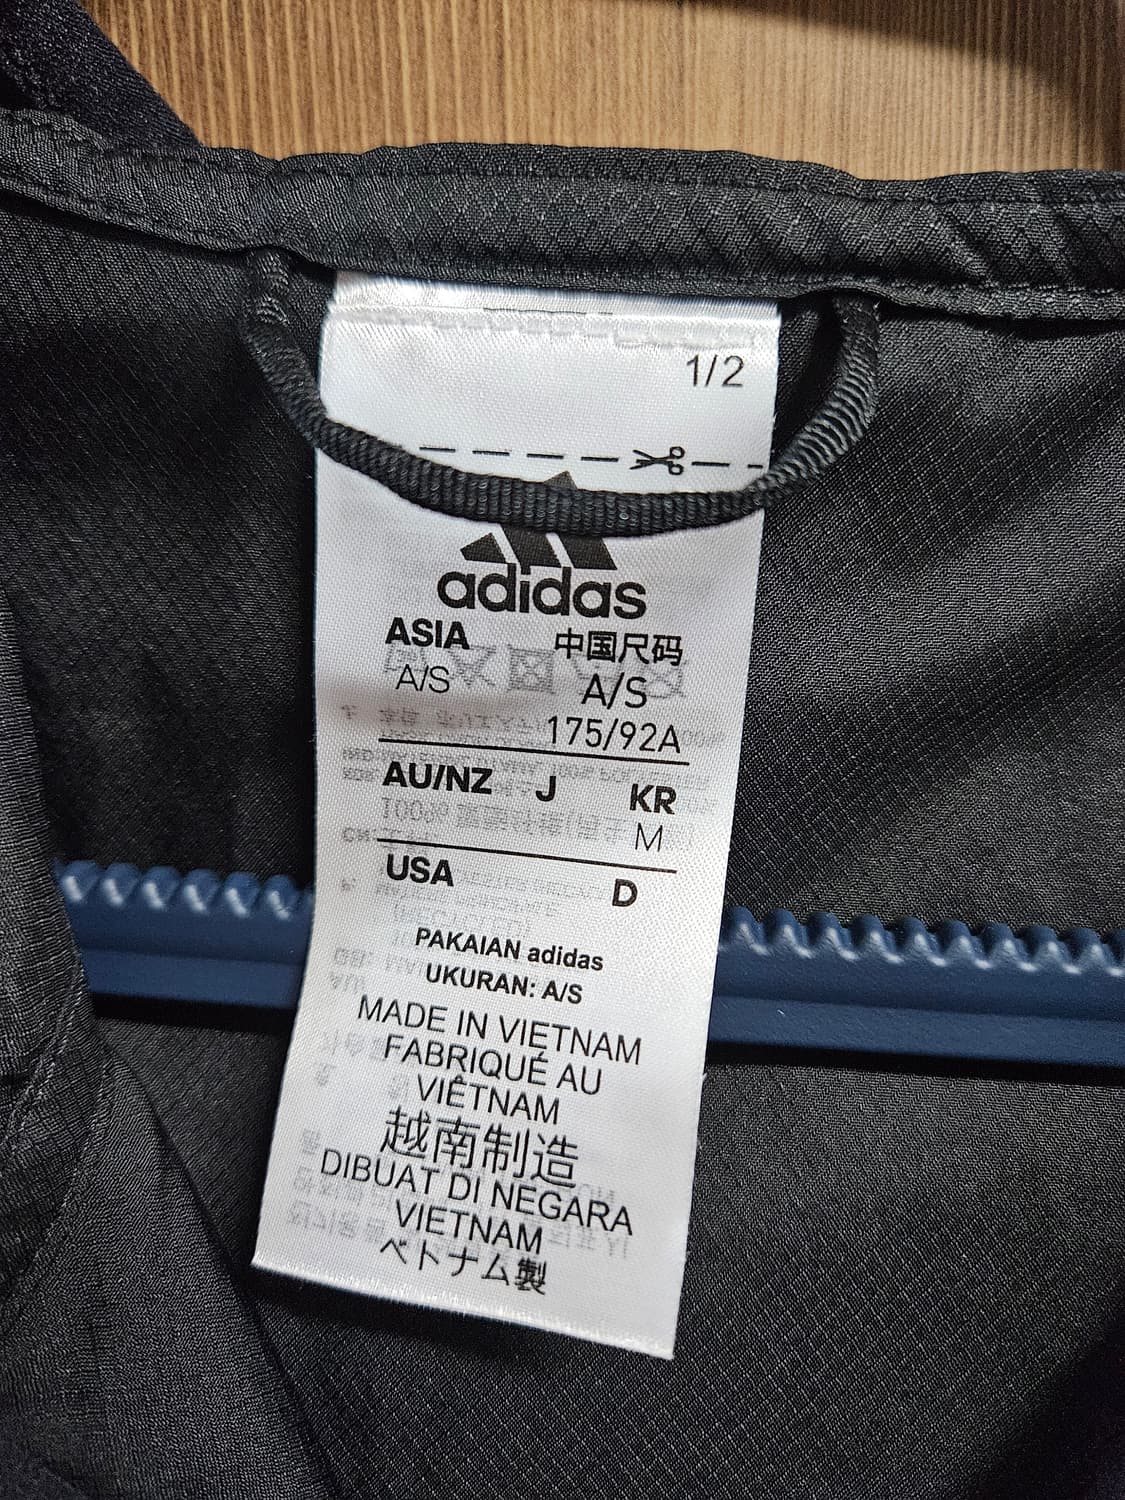 1/2
adidas
ASIA 中国尺码
A/S A/S
175/92A
AU/NZ J KR
M
USA D
PAKAIAN adidas
UKURAN: A/S
MADE IN VIETNAM
FABRIQUÉ AU
VIÊTNAM
越南制造
DIBUAT DI NEGARA
VIETNAM
ベトナム製